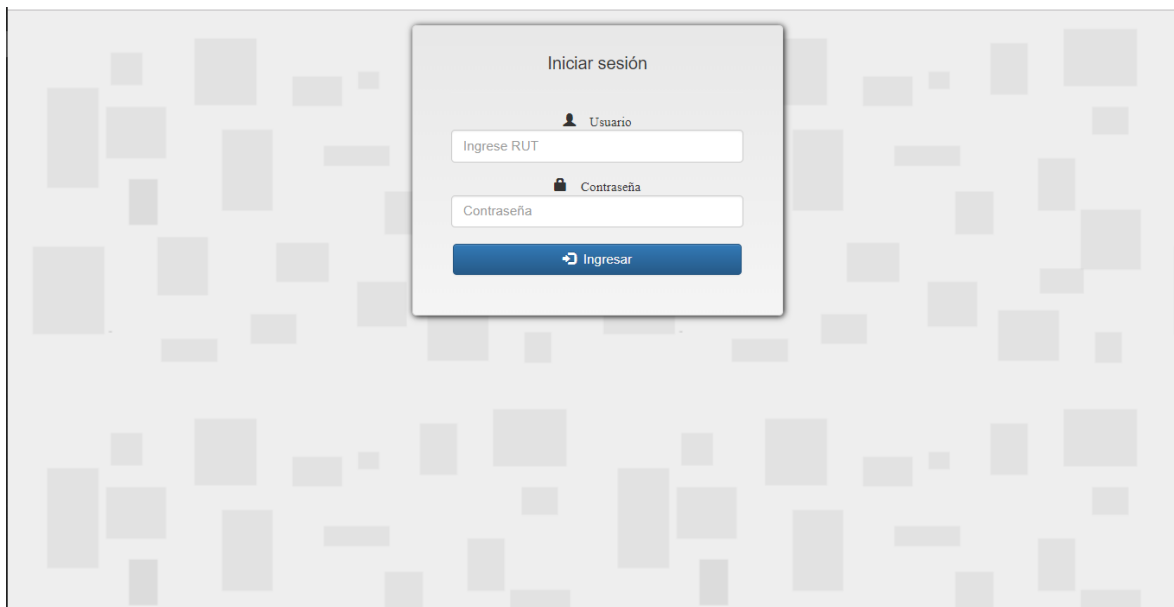 Iniciar sesión
Usuario
Ingrese RUT
Contraseña
Contraseña
Ingresar